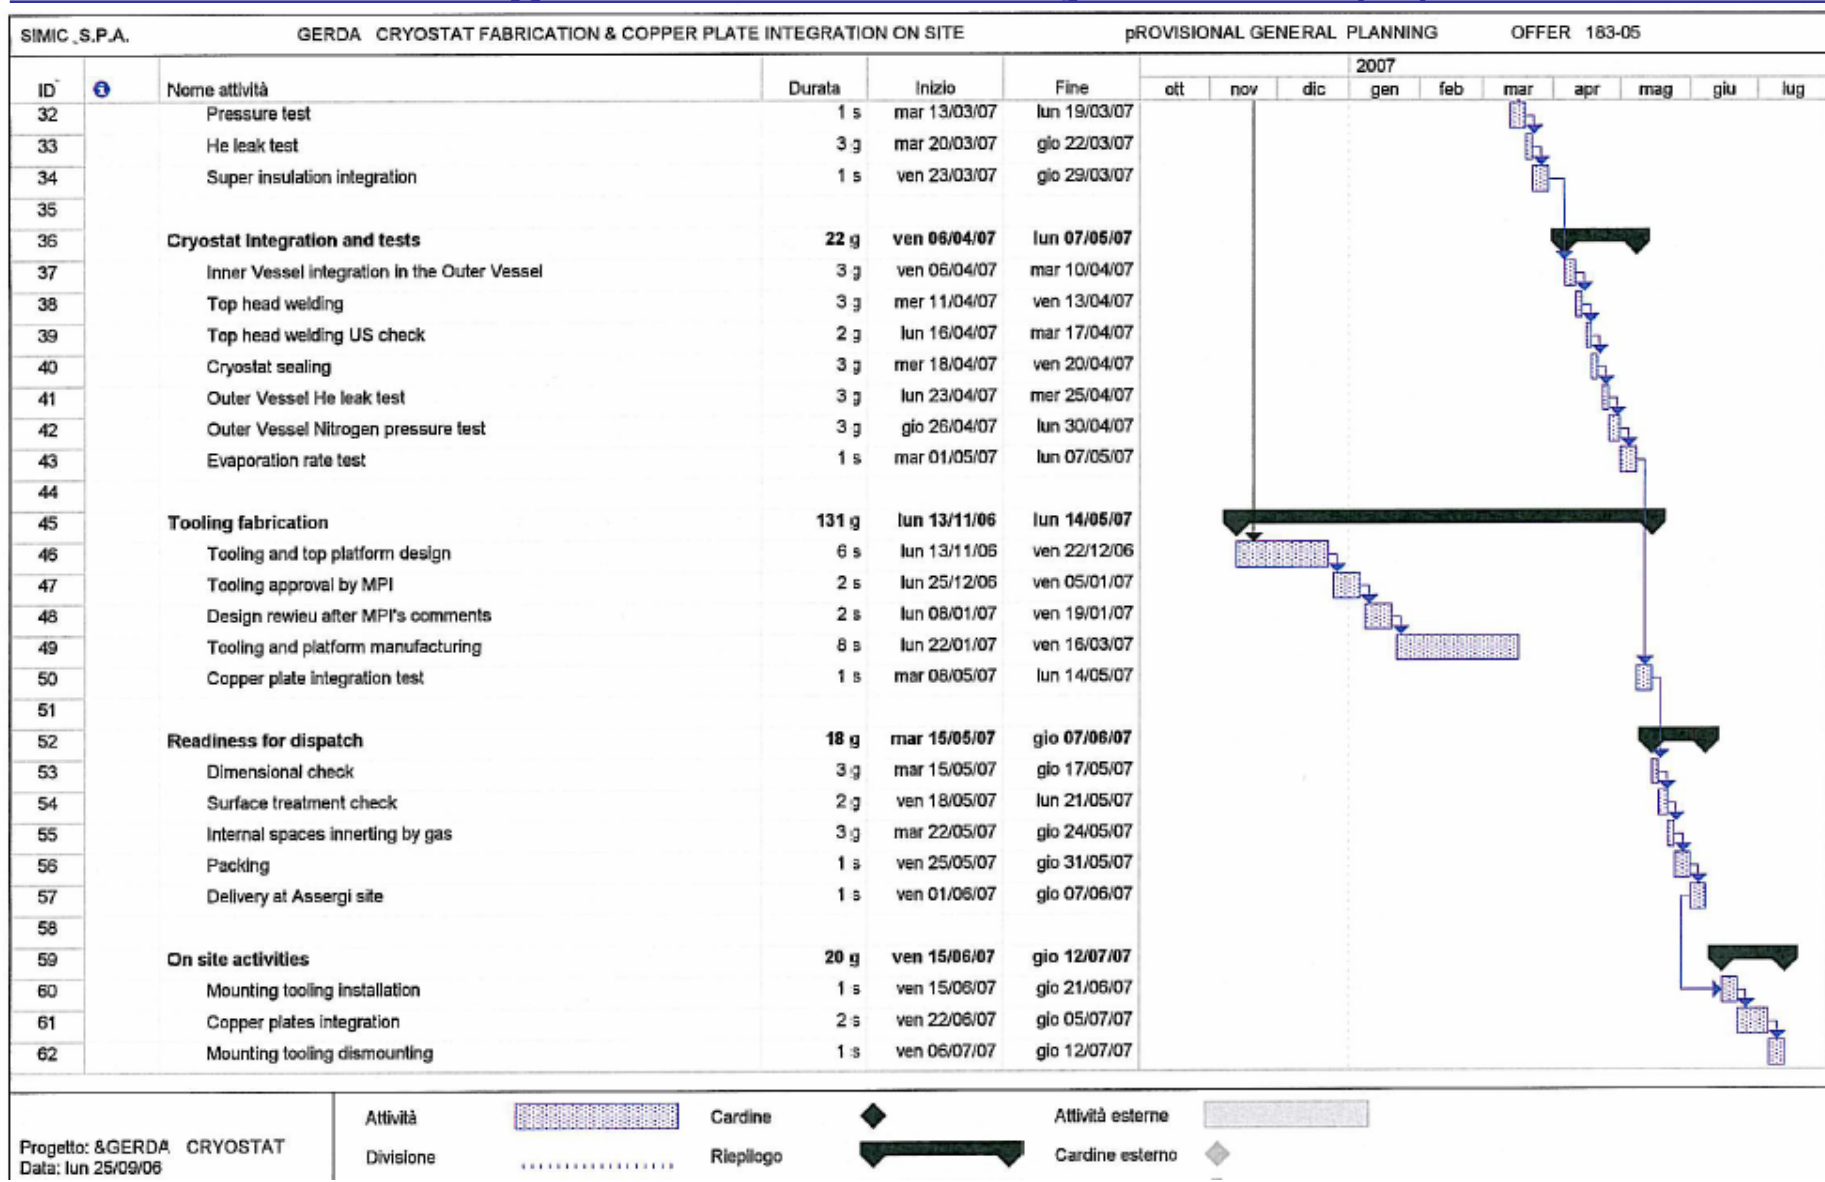 SIMIC S.P.A. GERDA CRYOSTAT FABRICATION & COPPER PLATE INTEGRATION ON SITE pROVISIONAL GENERAL PLANNING OFFER 183-05
2007
ID Nome attività Durata Inizio Fine ott nov dic gen feb mar apr mag giu lug
32 Pressure test 1 s mar 13/03/07 lun 19/03/07
33 He leak test 3 g mar 20/03/07 gio 22/03/07
34 Super insulation integration 1 s ven 23/03/07 gio 29/03/07
35
36 Cryostat Integration and tests 22 g ven 06/04/07 lun 07/05/07
37 Inner Vessel integration in the Outer Vessel 3 g ven 06/04/07 mar 10/04/07
38 Top head welding 3 g mer 11/04/07 ven 13/04/07
39 Top head welding US check 2 g lun 16/04/07 mar 17/04/07
40 Cryostat sealing 3 g mer 18/04/07 ven 20/04/07
41 Outer Vessel He leak test 3 g lun 23/04/07 mer 25/04/07
42 Outer Vessel Nitrogen pressure test 3 g gio 26/04/07 lun 30/04/07
43 Evaporation rate test 1 s mar 01/05/07 lun 07/05/07
44
45 Tooling fabrication 131 g lun 13/11/06 lun 14/05/07
46 Tooling and top platform design 6 s lun 13/11/06 ven 22/12/06
47 Tooling approval by MPI 2 s lun 25/12/06 ven 05/01/07
48 Design rewieu after MPI's comments 2 s lun 08/01/07 ven 19/01/07
49 Tooling and platform manufacturing 8 s lun 22/01/07 ven 16/03/07
50 Copper plate integration test 1 s mar 08/05/07 lun 14/05/07
51
52 Readiness for dispatch 18 g mar 15/05/07 gio 07/06/07
53 Dimensional check 3 g mar 15/05/07 gio 17/05/07
54 Surface treatment check 2 g ven 18/05/07 lun 21/05/07
55 Internal spaces innerting by gas 3 g mar 22/05/07 gio 24/05/07
56 Packing 1 s ven 25/05/07 gio 31/05/07
57 Delivery at Assergi site 1 s ven 01/06/07 gio 07/06/07
58
59 On site activities 20 g ven 15/06/07 gio 12/07/07
60 Mounting tooling installation 1 s ven 15/06/07 gio 21/06/07
61 Copper plates integration 2 s ven 22/06/07 gio 05/07/07
62 Mounting tooling dismounting 1 s ven 06/07/07 gio 12/07/07
Attività Cardine Attività esterne
Progetto: &GERDA CRYOSTAT
Data: lun 25/09/06
Divisione Riepilogo Cardine esterno